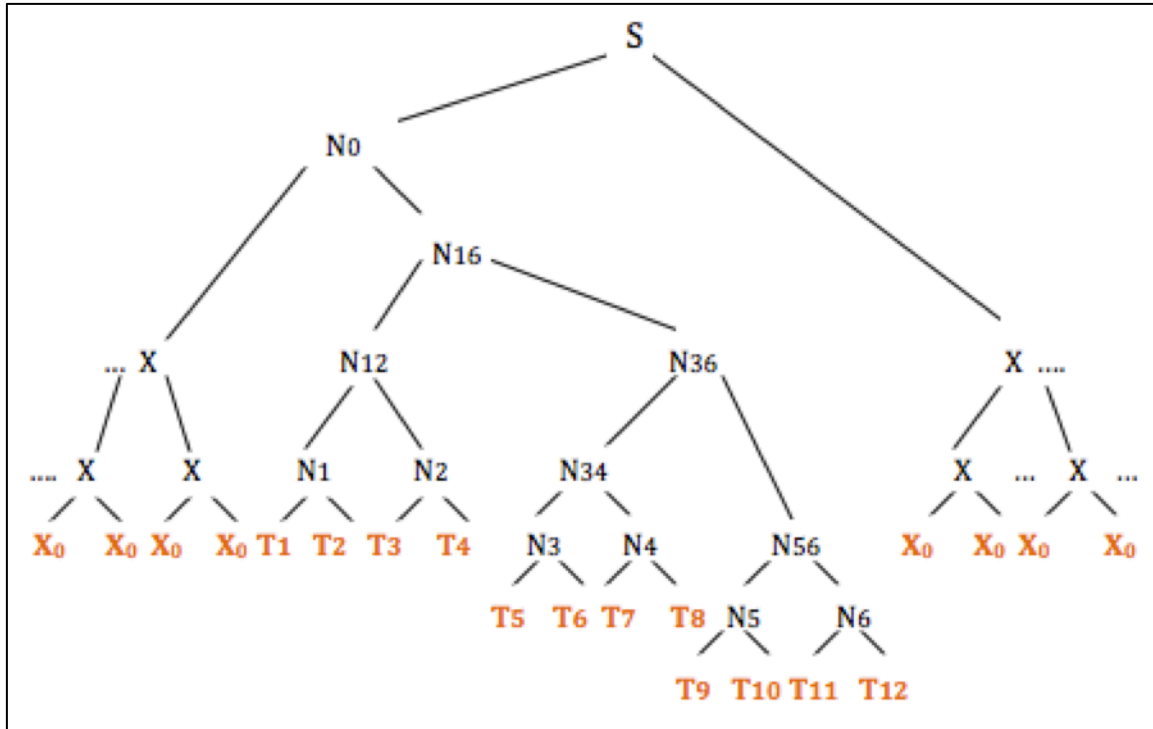 S
N0
N16
... X N12 N36 X ....
.... X X N1 N2 N34 X ... X ...
X0 X0 X0 X0 T1 T2 T3 T4 N3 N4 N56 X0 X0 X0 X0
T5 T6 T7 T8 N5 N6
T9 T10 T11 T12